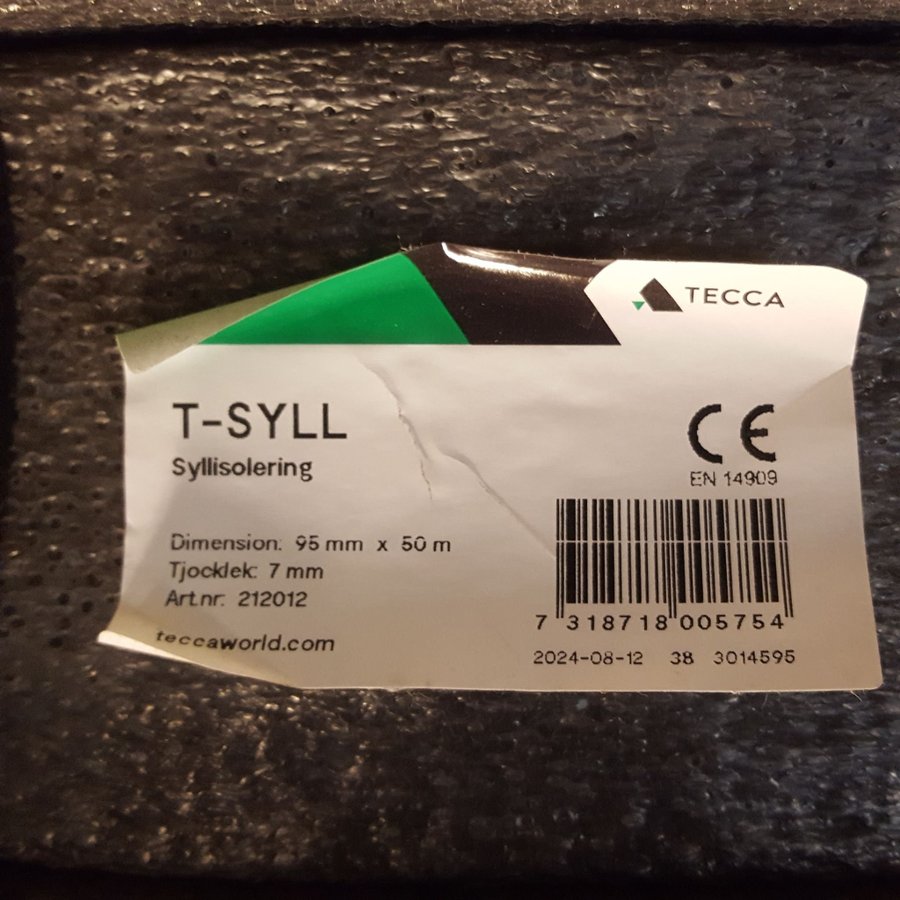 TECCA
T-SYLL
Syllisolering
CE
EN 14909
Dimension: 95 mm x 50 m
Tjocklek: 7 mm
Art.nr: 212012
teccaworld.com
7 318718 005754
2024-08-12 38 3014595